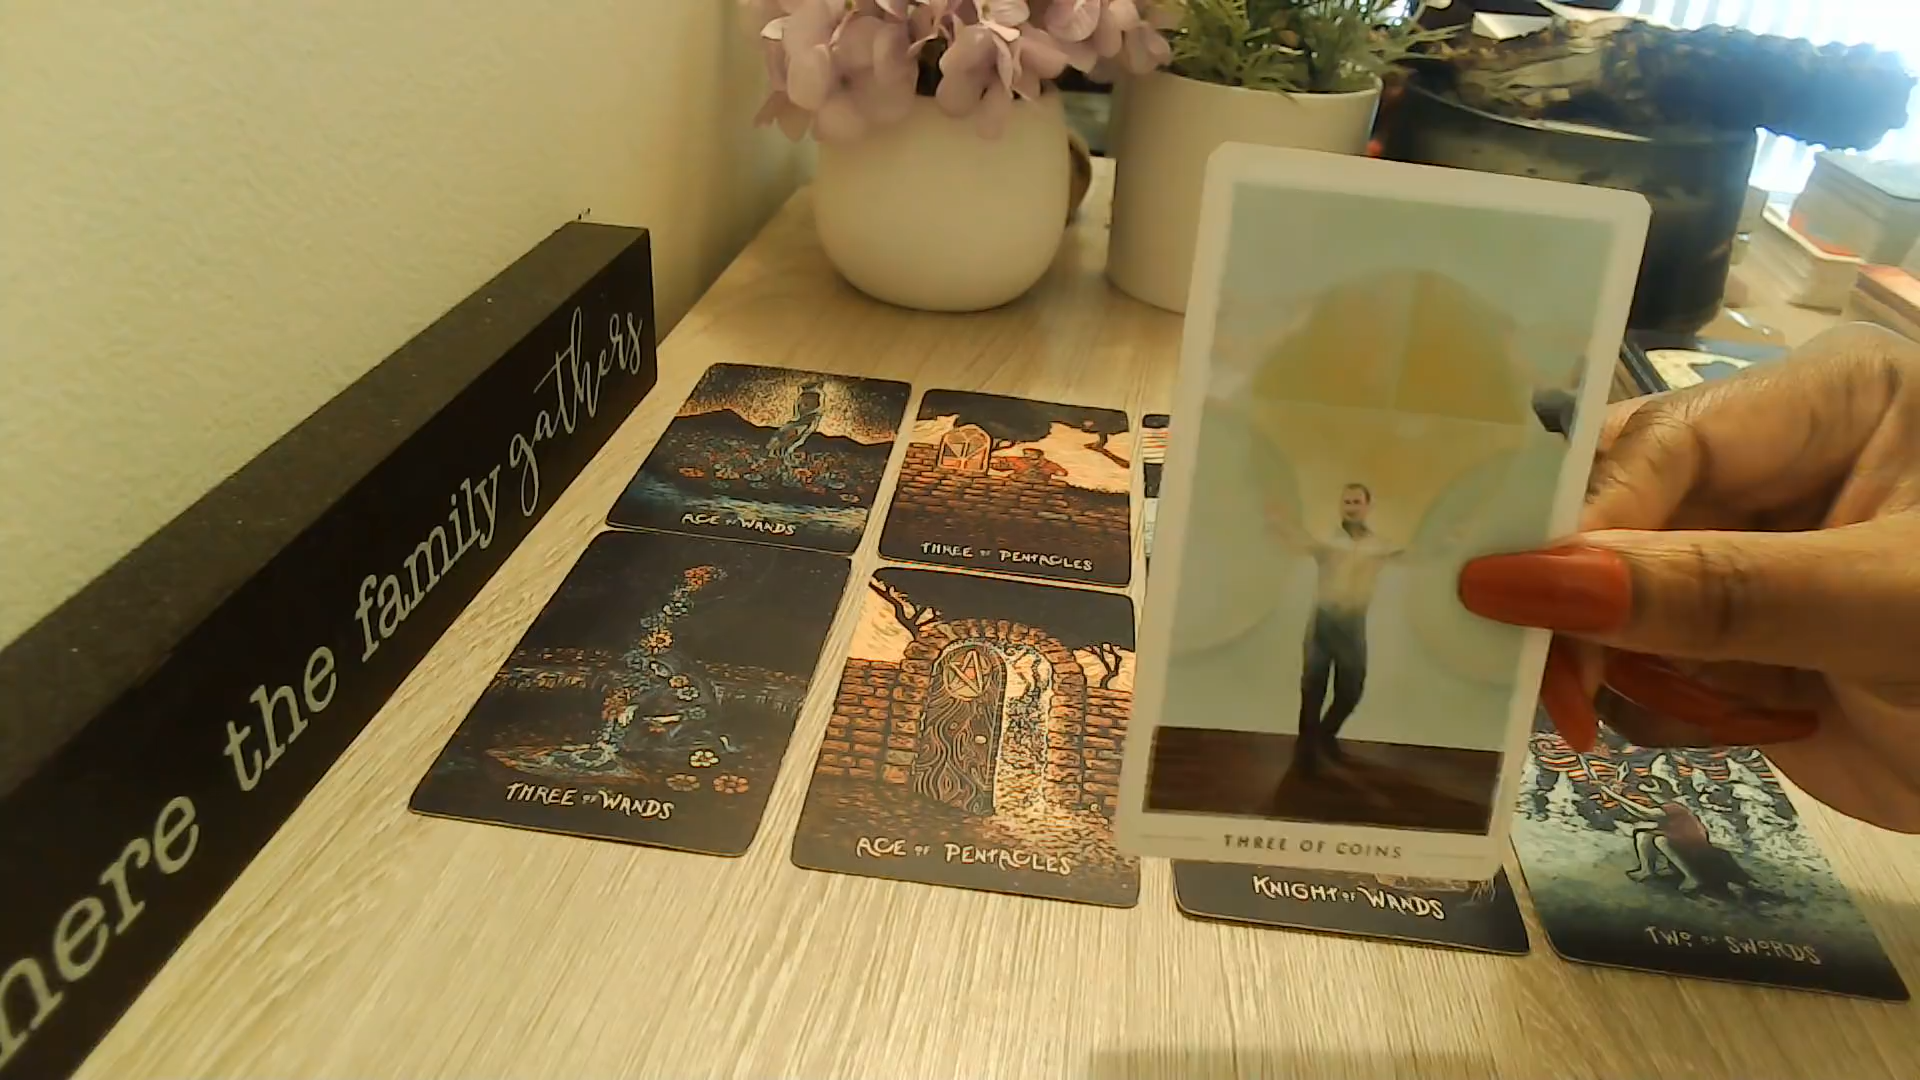 here the family gathers
ACE OF WANDS
THREE OF PENTACLES
THREE OF WANDS
ACE OF PENTACLES
THREE OF COINS
KNIGHT OF WANDS
TWO OF SWORDS